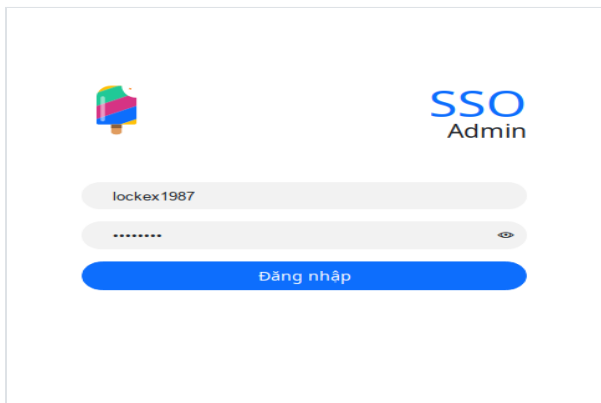 SSO
Admin
lockex1987
••••••••
Đăng nhập